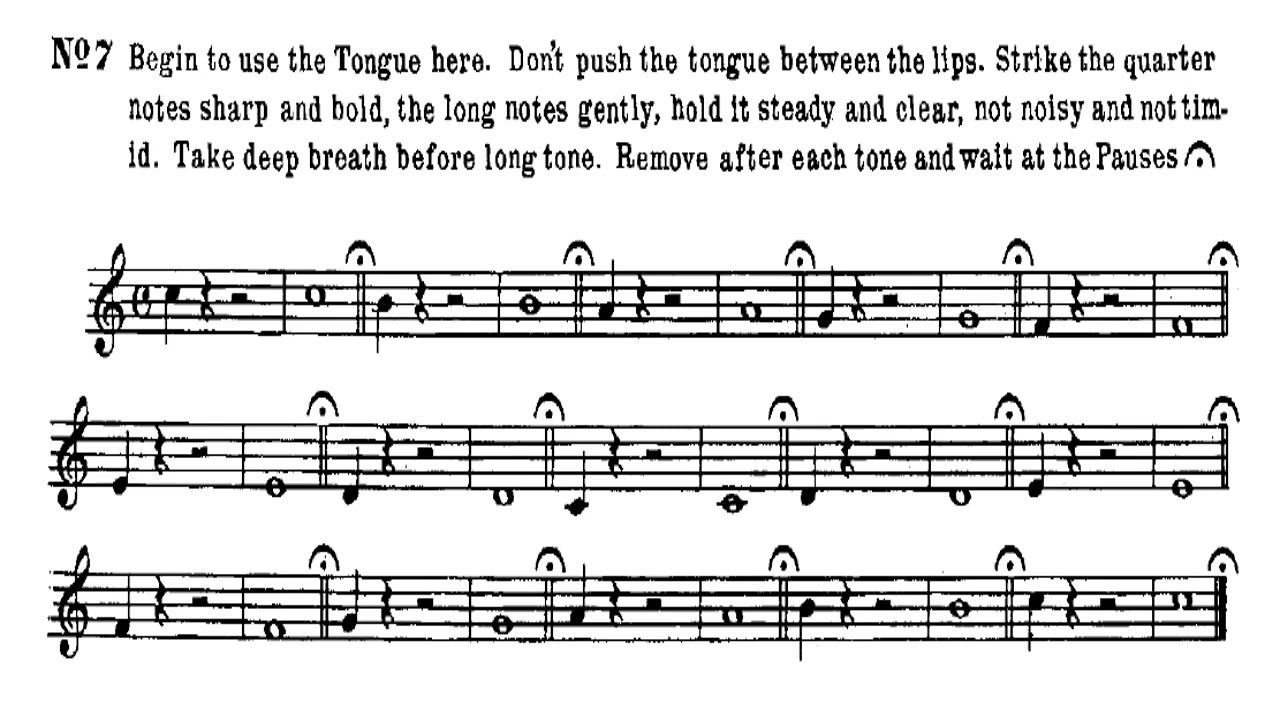 Nº 7 Begin to use the Tongue here. Don't push the tongue between the lips. Strike the quarter
notes sharp and bold, the long notes gently, hold it steady and clear, not noisy and not tim-
id. Take deep breath before long tone. Remove after each tone and wait at the Pauses 𝄐